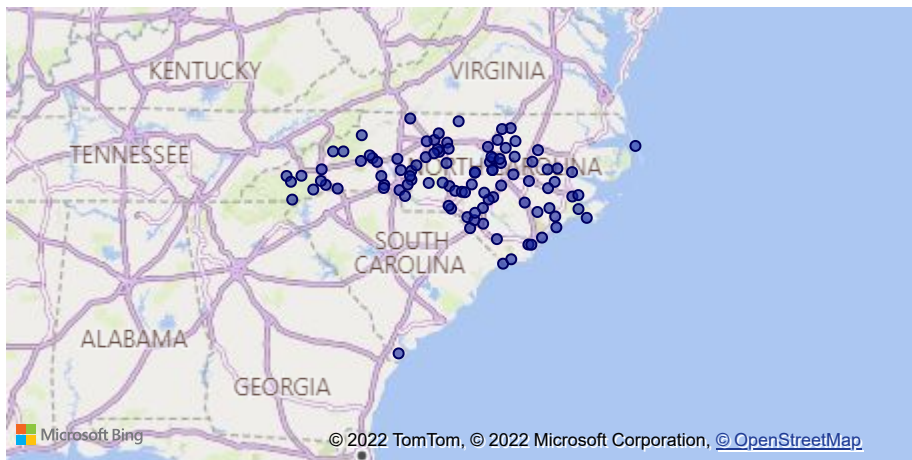 KENTUCKY
VIRGINIA
TENNESSEE
NORTH CAROLINA
SOUTH
CAROLINA
ALABAMA
GEORGIA
Microsoft Bing
© 2022 TomTom, © 2022 Microsoft Corporation, © OpenStreetMap